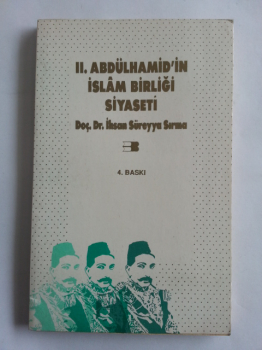 II. ABDÜLHAMİD'İN
İSLÂM BİRLİĞİ
SİYASETİ
Doç. Dr. İhsan Süreyya Sırma
4. BASKI